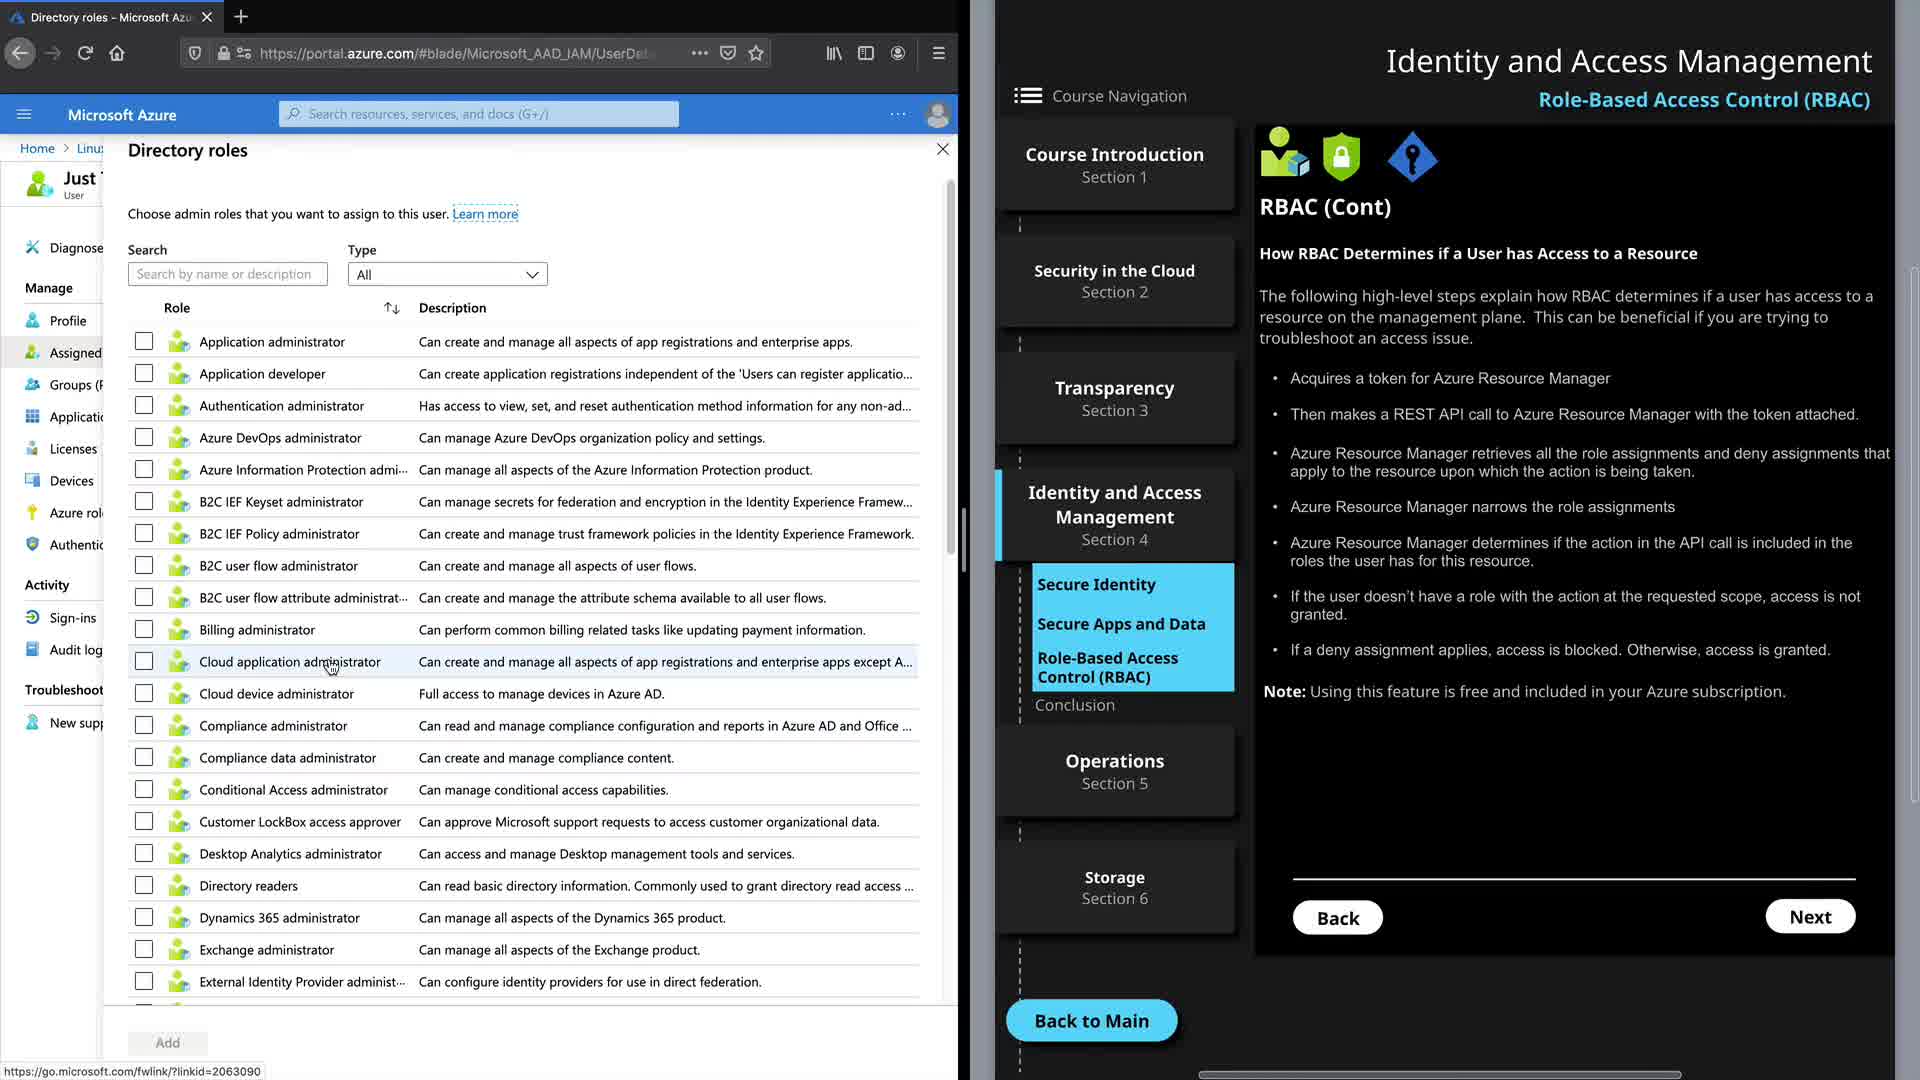 Directory roles - Microsoft Azu
https://portal.azure.com/#blade/Microsoft_AAD_IAM/UserDet
Microsoft Azure
Search resources, services, and docs (G+/)
Home > Linu
Directory roles
Just
User
Choose admin roles that you want to assign to this user. Learn more
Search
Type
Search by name or description
All
Diagnose
Manage
Profile
Assigned
Groups (F
Applicatio
Licenses
Devices
Azure rol
Authentic
Activity
Sign-ins
Audit log
Troubleshoot
New supp
Role
Description
Application administrator
Can create and manage all aspects of app registrations and enterprise apps.
Application developer
Can create application registrations independent of the 'Users can register applicatio...
Authentication administrator
Has access to view, set, and reset authentication method information for any non-ad...
Azure DevOps administrator
Can manage Azure DevOps organization policy and settings.
Azure Information Protection admi...
Can manage all aspects of the Azure Information Protection product.
B2C IEF Keyset administrator
Can manage secrets for federation and encryption in the Identity Experience Framew...
B2C IEF Policy administrator
Can create and manage trust framework policies in the Identity Experience Framework.
B2C user flow administrator
Can create and manage all aspects of user flows.
B2C user flow attribute administrat...
Can create and manage the attribute schema available to all user flows.
Billing administrator
Can perform common billing related tasks like updating payment information.
Cloud application administrator
Can create and manage all aspects of app registrations and enterprise apps except A...
Cloud device administrator
Full access to manage devices in Azure AD.
Compliance administrator
Can read and manage compliance configuration and reports in Azure AD and Office ...
Compliance data administrator
Can create and manage compliance content.
Conditional Access administrator
Can manage conditional access capabilities.
Customer LockBox access approver
Can approve Microsoft support requests to access customer organizational data.
Desktop Analytics administrator
Can access and manage Desktop management tools and services.
Directory readers
Can read basic directory information. Commonly used to grant directory read access ...
Dynamics 365 administrator
Can manage all aspects of the Dynamics 365 product.
Exchange administrator
Can manage all aspects of the Exchange product.
External Identity Provider administ...
Can configure identity providers for use in direct federation.
Add
https://go.microsoft.com/fwlink/?linkid=2063090
Identity and Access Management
Role-Based Access Control (RBAC)
Course Navigation
Course Introduction
Section 1
Security in the Cloud
Section 2
Transparency
Section 3
Identity and Access
Management
Section 4
Secure Identity
Secure Apps and Data
Role-Based Access
Control (RBAC)
Conclusion
Operations
Section 5
Storage
Section 6
Back to Main
RBAC (Cont)
How RBAC Determines if a User has Access to a Resource
The following high-level steps explain how RBAC determines if a user has access to a
resource on the management plane. This can be beneficial if you are trying to
troubleshoot an access issue.
• Acquires a token for Azure Resource Manager
• Then makes a REST API call to Azure Resource Manager with the token attached.
• Azure Resource Manager retrieves all the role assignments and deny assignments that
apply to the resource upon which the action is being taken.
• Azure Resource Manager narrows the role assignments
• Azure Resource Manager determines if the action in the API call is included in the
roles the user has for this resource.
• If the user doesn't have a role with the action at the requested scope, access is not
granted.
• If a deny assignment applies, access is blocked. Otherwise, access is granted.
Note: Using this feature is free and included in your Azure subscription.
Back
Next